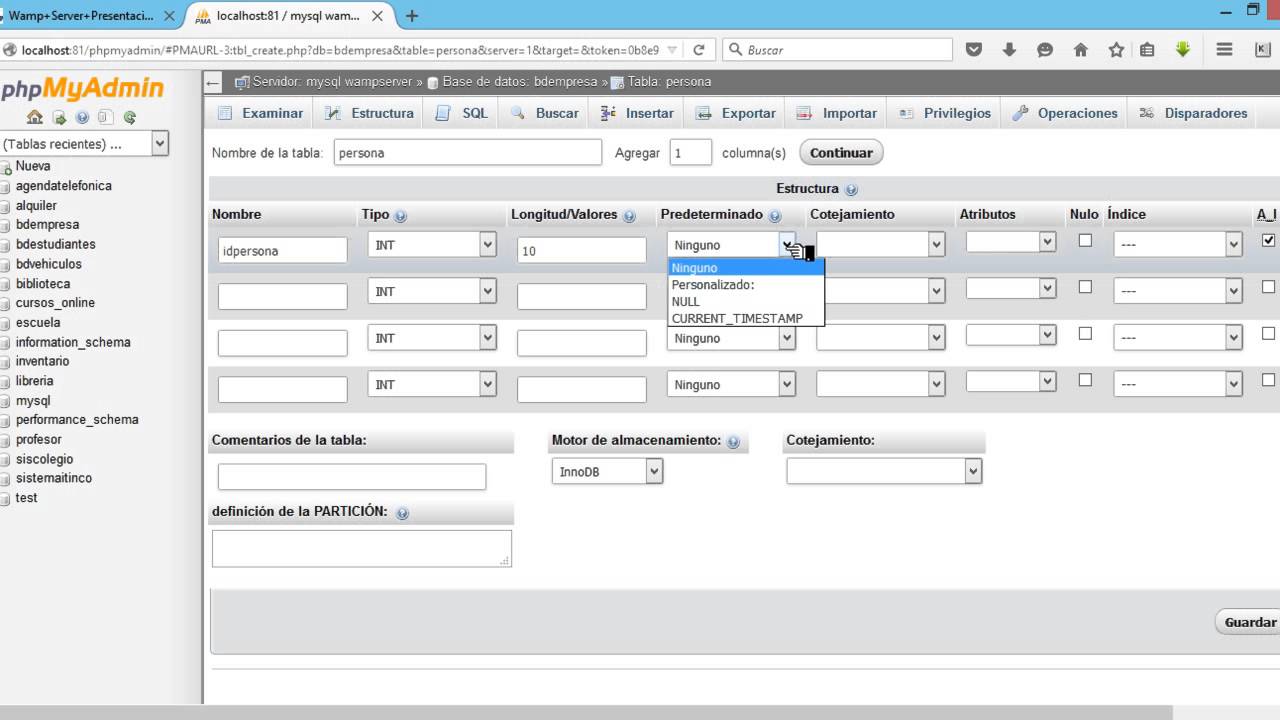 Wamp+Server+Presentaci...
localhost:81 / mysql wam...
localhost:81/phpmyadmin/#PMAURL-3:tbl_create.php?db=bdempresa&table=persona&server=1&target=&token=0b8e9
Buscar
phpMyAdmin
(Tablas recientes) ...
Nueva
agendatelefonica
alquiler
bdempresa
bdestudiantes
bdvehiculos
biblioteca
cursos_online
escuela
information_schema
inventario
libreria
mysql
performance_schema
profesor
siscolegio
sistemaitinco
test
Servidor: mysql wampserver » Base de datos: bdempresa » Tabla: persona
Examinar Estructura SQL Buscar Insertar Exportar Importar Privilegios Operaciones Disparadores
Nombre de la tabla: persona Agregar 1 columna(s) Continuar
Estructura
Nombre Tipo Longitud/Valores Predeterminado Cotejamiento Atributos Nulo Índice A_I
idpersona INT 10 Ninguno ---
Ninguno
Personalizado:
NULL
CURRENT_TIMESTAMP
INT ---
INT Ninguno ---
INT Ninguno ---
Comentarios de la tabla: Motor de almacenamiento: Cotejamiento:
InnoDB
definición de la PARTICIÓN:
Guardar